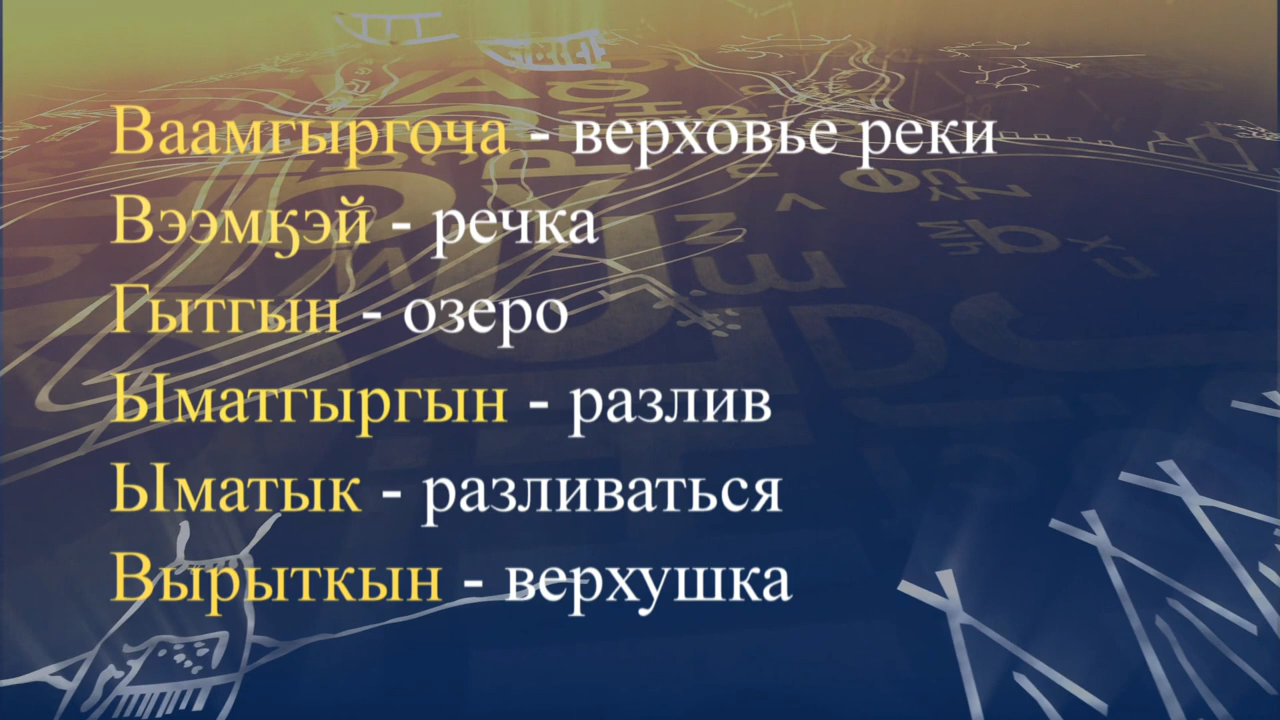 Ваамгыргоча - верховье реки
Вээмӄэй - речка
Гытгын - озеро
Ыматгыргын - разлив
Ыматык - разливаться
Вырыткын - верхушка